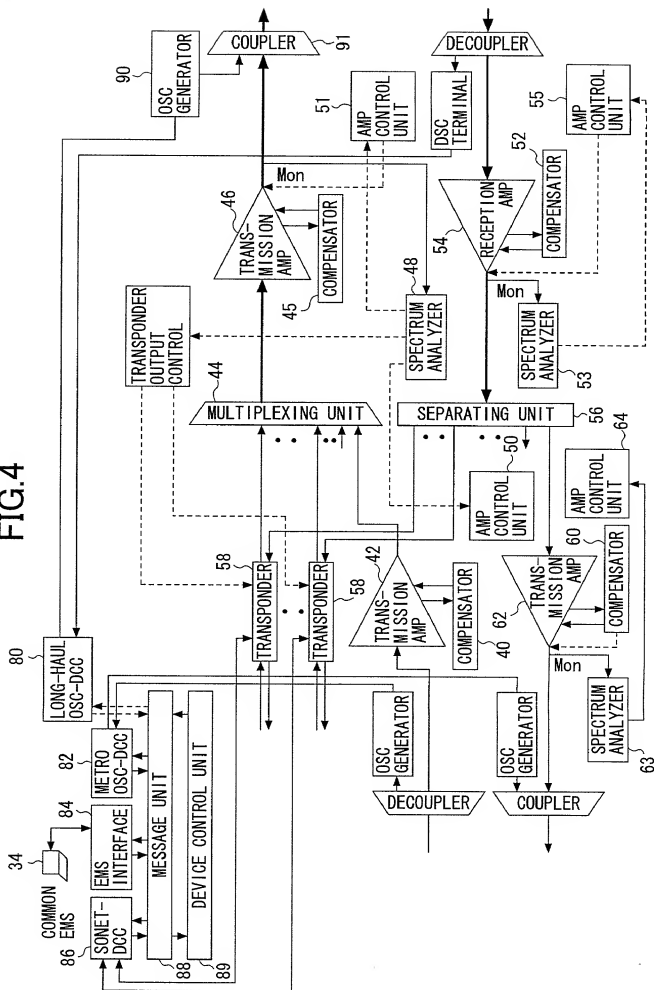 FIG.4
34
COMMON
EMS
86
SONET-
DCC
84
EMS
INTERFACE
82
METRO
OSC-DCC
80
LONG-HAUL
OSC-DCC
MESSAGE UNIT
88
DEVICE CONTROL UNIT
89
90
OSC
GENERATOR
COUPLER
91
TRANSPONDER
OUTPUT
CONTROL
44
MULTIPLEXING UNIT
46
TRANS-
MISSION
AMP
Mon
45
COMPENSATOR
51
AMP
CONTROL
UNIT
48
SPECTRUM
ANALYZER
58
TRANSPONDER
TRANSPONDER
58
42
TRANS-
MISSION
AMP
COMPENSATOR
40
50
AMP
CONTROL
UNIT
DECOUPLER
DSC
TERMINAL
54
RECEPTION
AMP
52
COMPENSATOR
55
AMP
CONTROL
UNIT
Mon
SPECTRUM
ANALYZER
53
SEPARATING UNIT
56
64
AMP
CONTROL
UNIT
60
COMPENSATOR
62
TRANS-
MISSION
AMP
Mon
SPECTRUM
ANALYZER
63
OSC
GENERATOR
DECOUPLER
OSC
GENERATOR
COUPLER